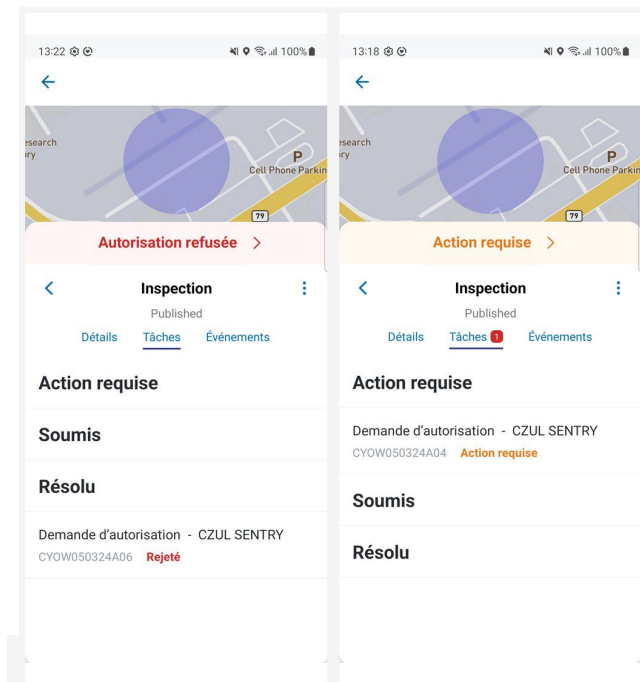 13:22
100%
esearch
ory
P
Cell Phone Parkin
79
Autorisation refusée
Inspection
Published
Détails Tâches Événements
Action requise
Soumis
Résolu
Demande d’autorisation - CZUL SENTRY
CYOW050324A06 Rejeté
13:18
100%
esearch
ory
P
Cell Phone Parkin
79
Action requise
Inspection
Published
Détails Tâches 1 Événements
Action requise
Demande d’autorisation - CZUL SENTRY
CYOW050324A04 Action requise
Soumis
Résolu